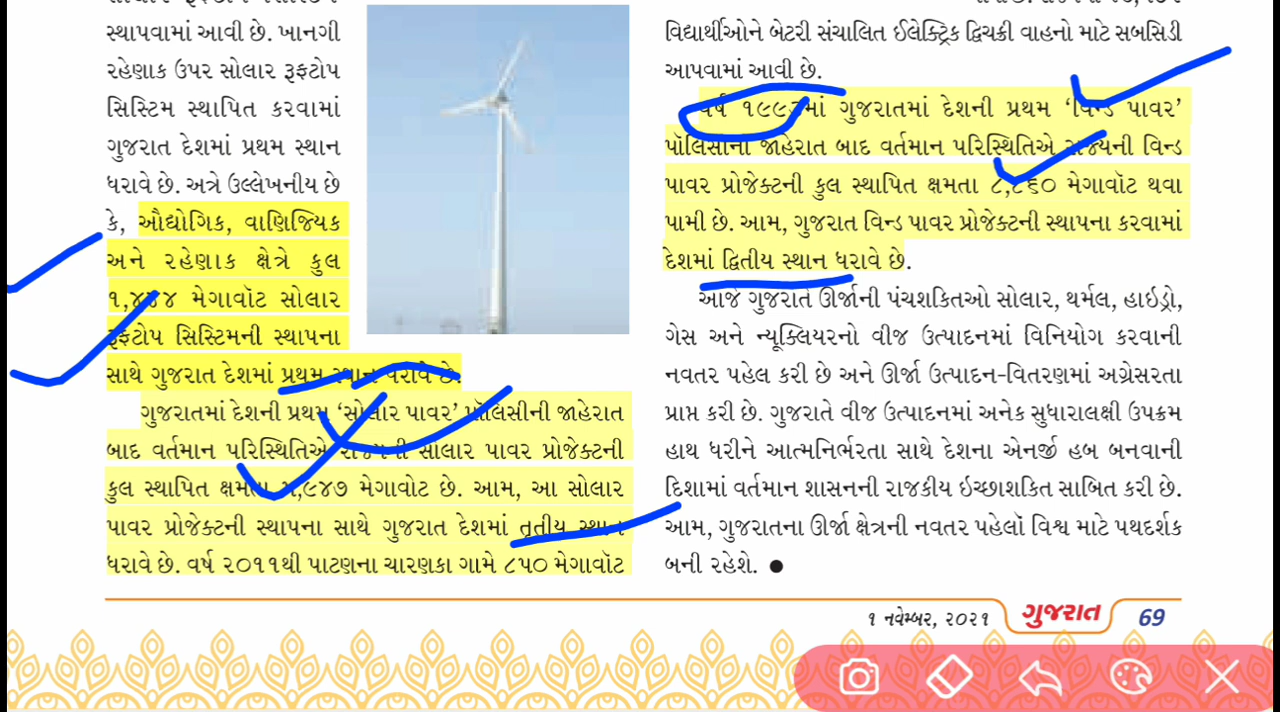 સ્થાપવામાં આવી છે. ખાનગી
રહેણાક ઉપર સોલાર રૂફટોપ
સિસ્ટિમ સ્થાપિત કરવામાં
ગુજરાત દેશમાં પ્રથમ સ્થાન
ધરાવે છે. અત્રે ઉલ્લેખનીય છે
કે, ઔદ્યોગિક, વાણિજ્યિક
અને રહેણાક ક્ષેત્રે કુલ
મેગાવૉટ સોલાર
રૂફટોપ સિસ્ટિમની સ્થાપના
સાથે ગુજરાત દેશમાં પ્રથમ સ્થાન ધરાવે છે.
ગુજરાતમાં દેશની પ્રથમ ‘સોલાર પાવર’ પૉલિસીની જાહેરાત
બાદ વર્તમાન પરિસ્થિતિએ રાજ્યની સોલાર પાવર પ્રોજેક્ટની
કુલ સ્થાપિત ક્ષમતા મેગાવોટ છે. આમ, આ સોલાર
પાવર પ્રોજેક્ટની સ્થાપના સાથે ગુજરાત દેશમાં તૃતીય સ્થાન
ધરાવે છે. વર્ષ ૨૦૧૧થી પાટણના ચારણકા ગામે ૮૫૦ મેગાવૉટ
વિદ્યાર્થીઓને બેટરી સંચાલિત ઈલેક્ટ્રિક દ્વિચક્રી વાહનો માટે સબસિડી
આપવામાં આવી છે.
વર્ષ ગુજરાતમાં દેશની પ્રથમ ‘વિન્ડ પાવર’
પૉલિસીની જાહેરાત બાદ વર્તમાન પરિસ્થિતિએ રાજ્યની વિન્ડ
પાવર પ્રોજેક્ટની કુલ સ્થાપિત ક્ષમતા ૮,૮૬૦ મેગાવૉટ થવા
પામી છે. આમ, ગુજરાત વિન્ડ પાવર પ્રોજેક્ટની સ્થાપના કરવામાં
દેશમાં દ્વિતીય સ્થાન ધરાવે છે.
આજે ગુજરાતે ઊર્જાની પંચશક્તિઓ સોલાર, થર્મલ, હાઇડ્રો,
ગેસ અને ન્યૂક્લિયરનો વીજ ઉત્પાદનમાં વિનિયોગ કરવાની
નવતર પહેલ કરી છે અને ઊર્જા ઉત્પાદન-વિતરણમાં અગ્રેસરતા
પ્રાપ્ત કરી છે. ગુજરાતે વીજ ઉત્પાદનમાં અનેક સુધારાલક્ષી ઉપક્રમ
હાથ ધરીને આત્મનિર્ભરતા સાથે દેશના એનર્જી હબ બનવાની
દિશામાં વર્તમાન શાસનની રાજકીય ઇચ્છાશક્તિ સાબિત કરી છે.
આમ, ગુજરાતના ઊર્જા ક્ષેત્રની નવતર પહેલૉ વિશ્વ માટે પથદર્શક
બની રહેશે. ●
૧ નવેમ્બર, ૨૦૨૧ ગુજરાત 69